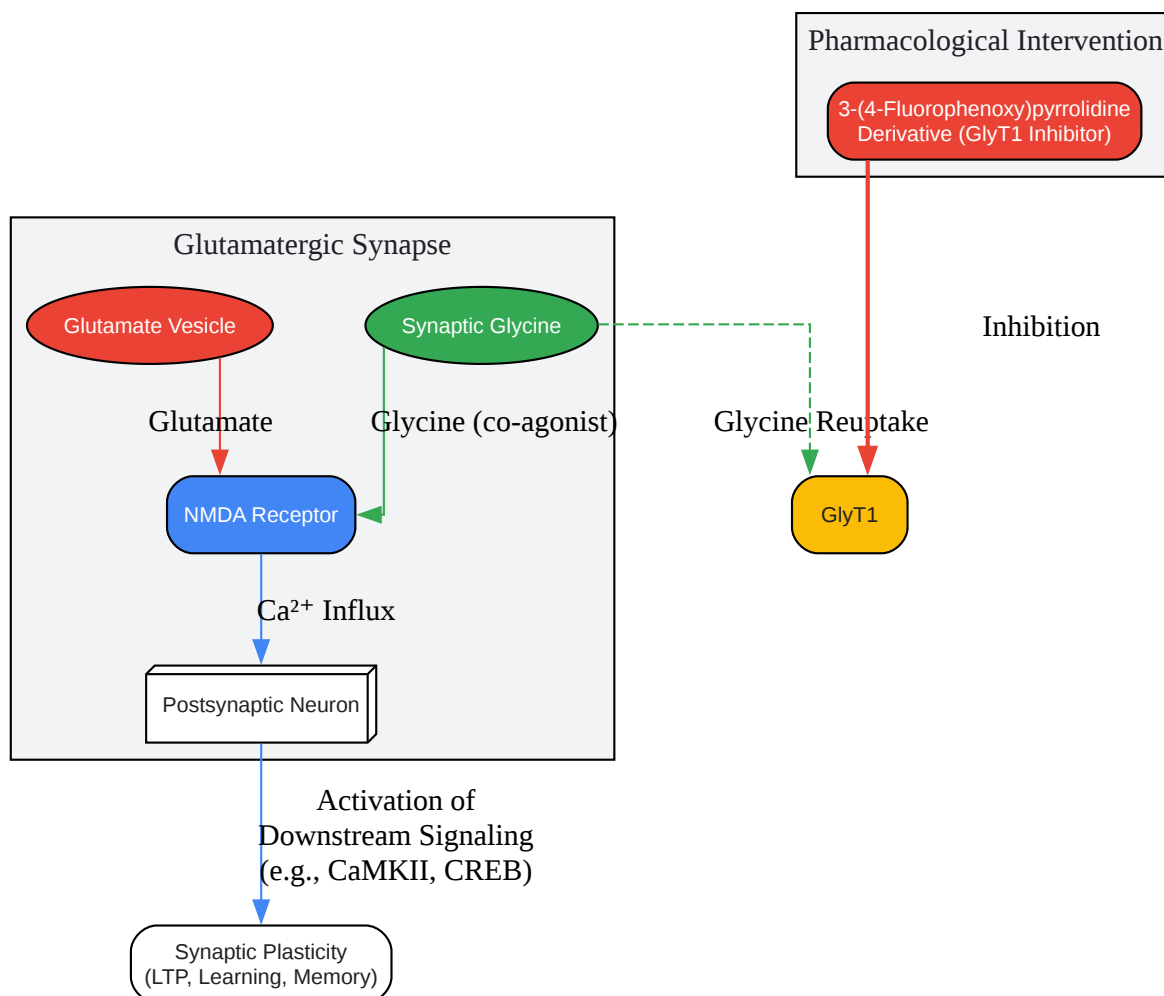 Pharmacological Intervention
3-(4-Fluorophenoxy)pyrrolidine
Derivative (GlyT1 Inhibitor)
Glutamatergic Synapse
Glutamate Vesicle
Synaptic Glycine
Inhibition
Glutamate
Glycine (co-agonist)
Glycine Reuptake
NMDA Receptor
GlyT1
Ca²⁺ Influx
Postsynaptic Neuron
Activation of
Downstream Signaling
(e.g., CaMKII, CREB)
Synaptic Plasticity
(LTP, Learning, Memory)